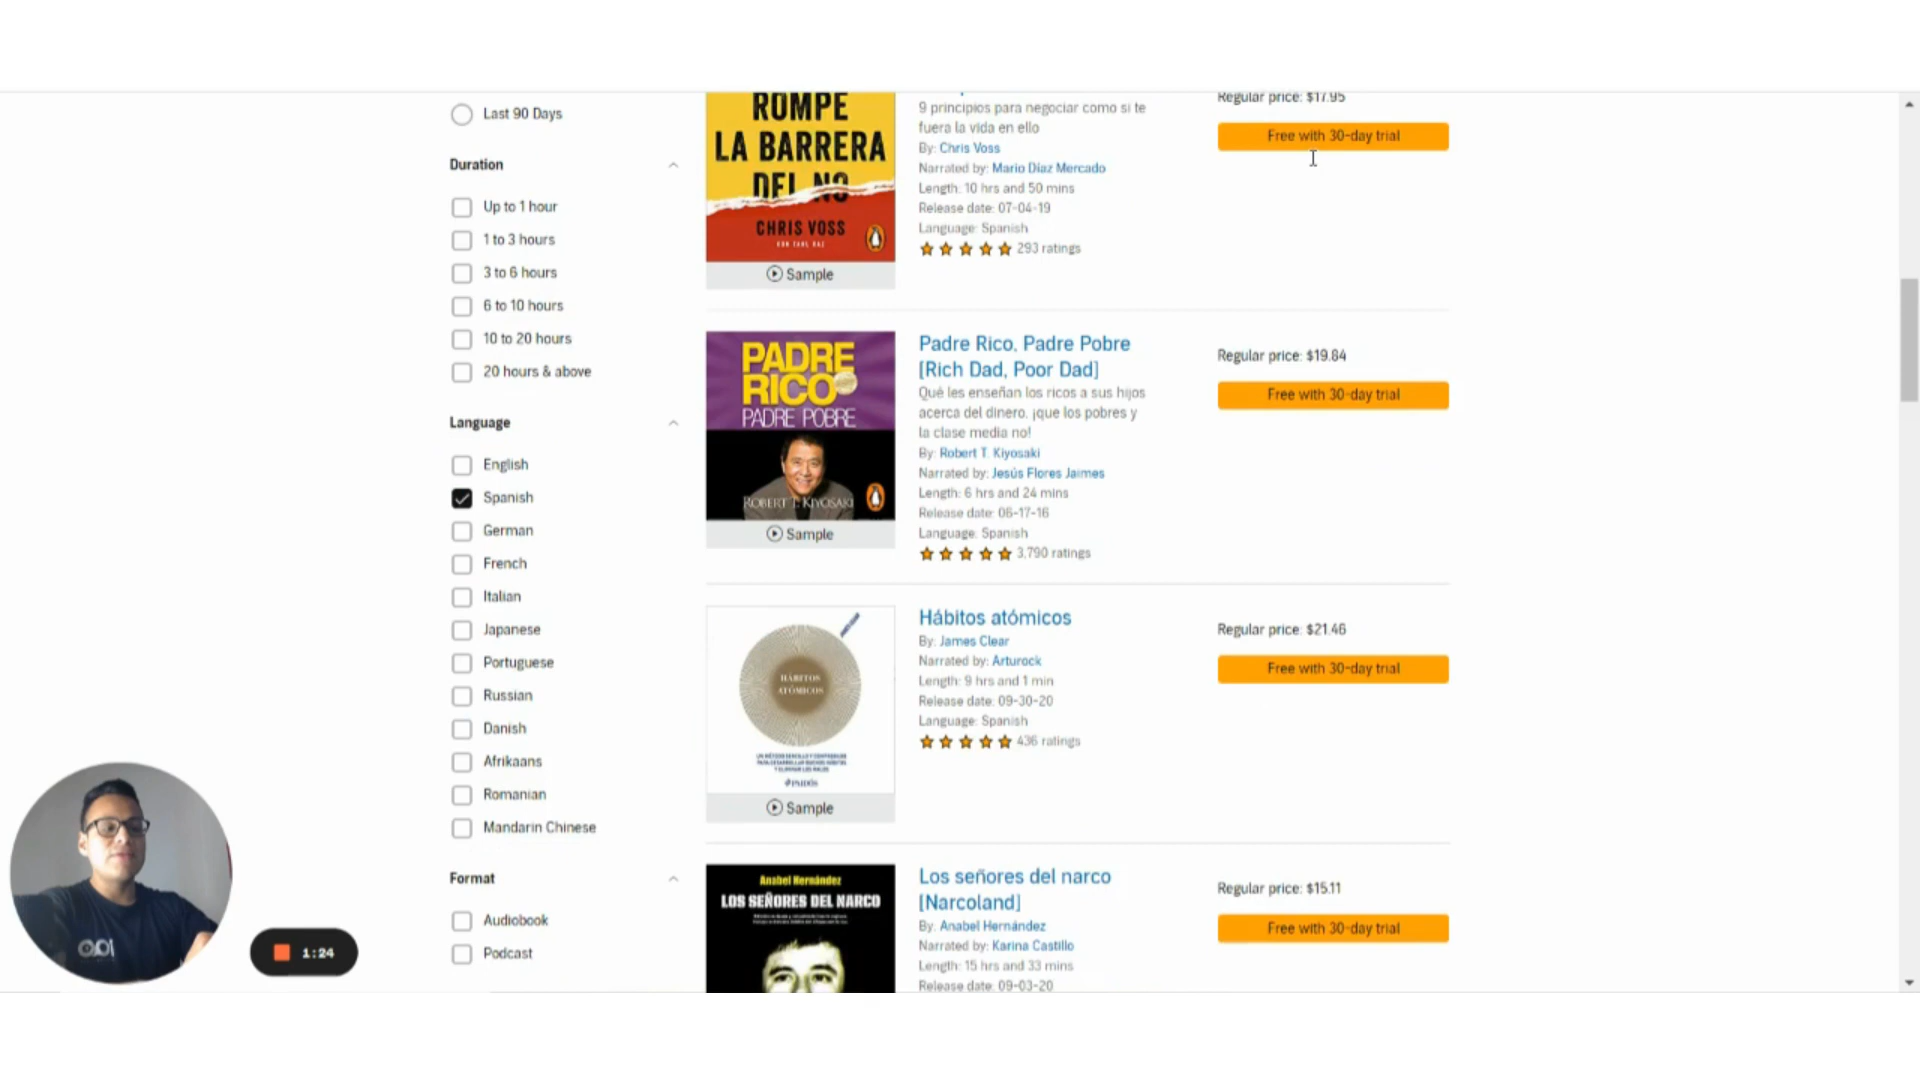 Last 90 Days
Duration
Up to 1 hour
1 to 3 hours
3 to 6 hours
6 to 10 hours
10 to 20 hours
20 hours & above
Language
English
Spanish
German
French
Italian
Japanese
Portuguese
Russian
Danish
Afrikaans
Romanian
Mandarin Chinese
Format
Audiobook
Podcast
1:24
ROMPE
LA BARRERA
DEL NO
CHRIS VOSS
CON TAHL RAZ
Sample
9 principios para negociar como si te
fuera la vida en ello
By: Chris Voss
Narrated by: Mario Díaz Mercado
Length: 10 hrs and 50 mins
Release date: 07-04-19
Language: Spanish
293 ratings
Regular price: $17.95
Free with 30-day trial
PADRE
RICO
PADRE POBRE
ROBERT T. KIYOSAKI
Sample
Padre Rico, Padre Pobre
[Rich Dad, Poor Dad]
Qué les enseñan los ricos a sus hijos
acerca del dinero, ¡que los pobres y
la clase media no!
By: Robert T. Kiyosaki
Narrated by: Jesús Flores Jaimes
Length: 6 hrs and 24 mins
Release date: 06-17-16
Language: Spanish
3,790 ratings
Regular price: $19.84
Free with 30-day trial
JAMES CLEAR
HÁBITOS
ATÓMICOS
Sample
Hábitos atómicos
By: James Clear
Narrated by: Arturock
Length: 9 hrs and 1 min
Release date: 09-30-20
Language: Spanish
436 ratings
Regular price: $21.46
Free with 30-day trial
Anabel Hernández
LOS SEÑORES DEL NARCO
Los señores del narco
[Narcoland]
By: Anabel Hernández
Narrated by: Karina Castillo
Length: 15 hrs and 33 mins
Release date: 09-03-20
Regular price: $15.11
Free with 30-day trial